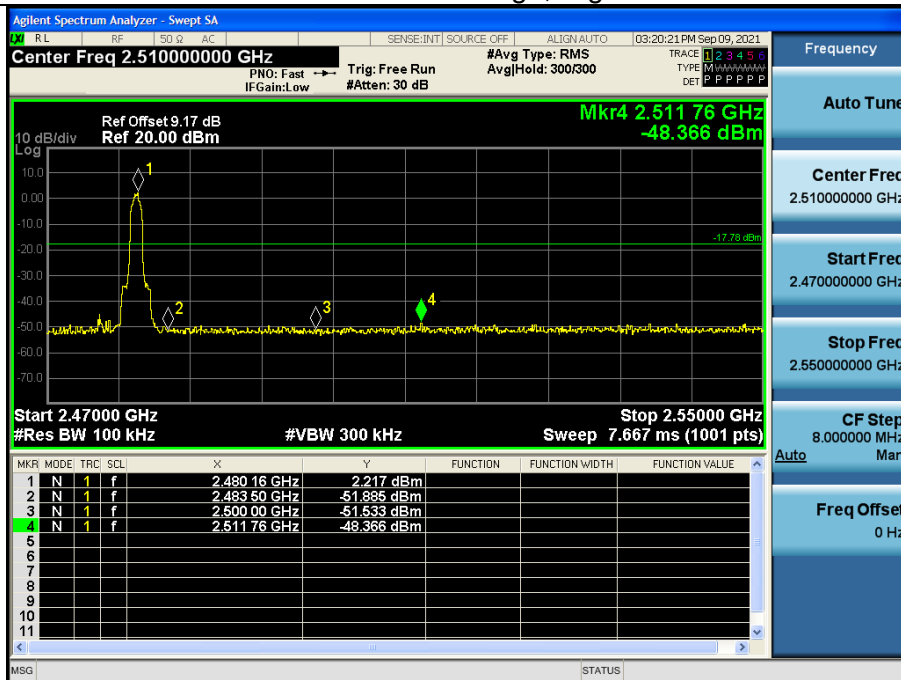 Agilent Spectrum Analyzer - Swept SA
LXI RL RF 50 Ω AC SENSE:INT SOURCE OFF ALIGN AUTO 03:20:21 PM Sep 09, 2021
Center Freq 2.510000000 GHz
PNO: Fast
IFGain:Low
Trig: Free Run
#Atten: 30 dB
#Avg Type: RMS
Avg|Hold: 300/300
TRACE 1 2 3 4 5 6
TYPE M W W W W W
DET P P P P P P
Mkr4 2.511 76 GHz
-48.366 dBm
Ref Offset 9.17 dB
10 dB/div Ref 20.00 dBm
Log
10.0
0.00
-10.0
-20.0
-30.0
-40.0
-50.0
-60.0
-70.0
1
2
3
4
-17.78 dBm
Start 2.47000 GHz Stop 2.55000 GHz
#Res BW 100 kHz #VBW 300 kHz Sweep 7.667 ms (1001 pts)
MKR MODE TRC SCL X Y FUNCTION FUNCTION WIDTH FUNCTION VALUE
1 N 1 f 2.480 16 GHz 2.217 dBm
2 N 1 f 2.483 50 GHz -51.885 dBm
3 N 1 f 2.500 00 GHz -51.533 dBm
4 N 1 f 2.511 76 GHz -48.366 dBm
5
6
7
8
9
10
11
MSG STATUS
Frequency
Auto Tune
Center Freq
2.510000000 GHz
Start Freq
2.470000000 GHz
Stop Freq
2.550000000 GHz
CF Step
8.000000 MHz
Auto Man
Freq Offset
0 Hz